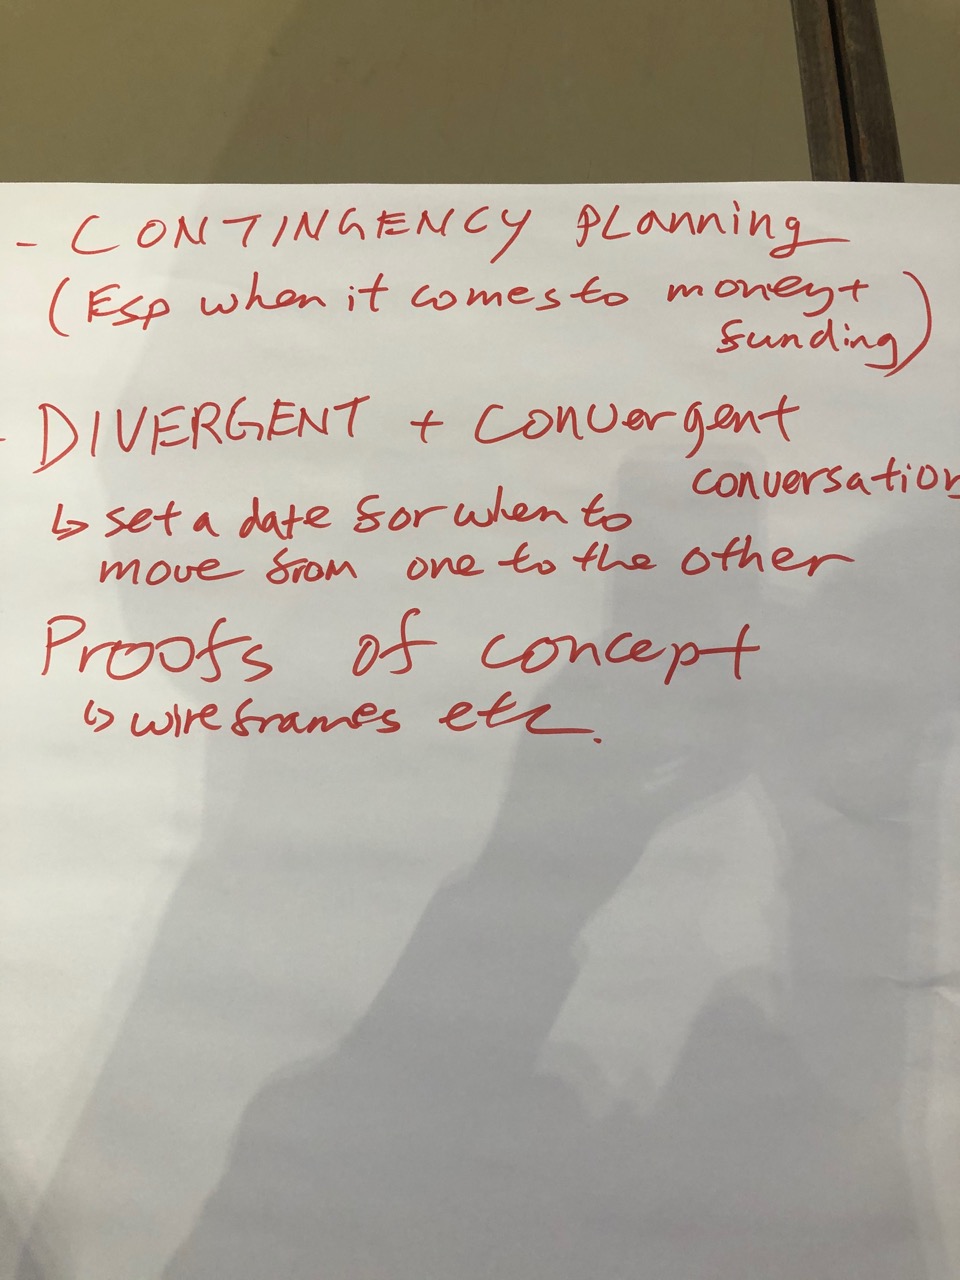 - CONTINGENCY PLanning
(Esp when it comes to money +
funding)
- DIVERGENT + Convergent
conversation
↳ set a date for when to
move from one to the other
Proofs of concept
↳ wireframes etc.